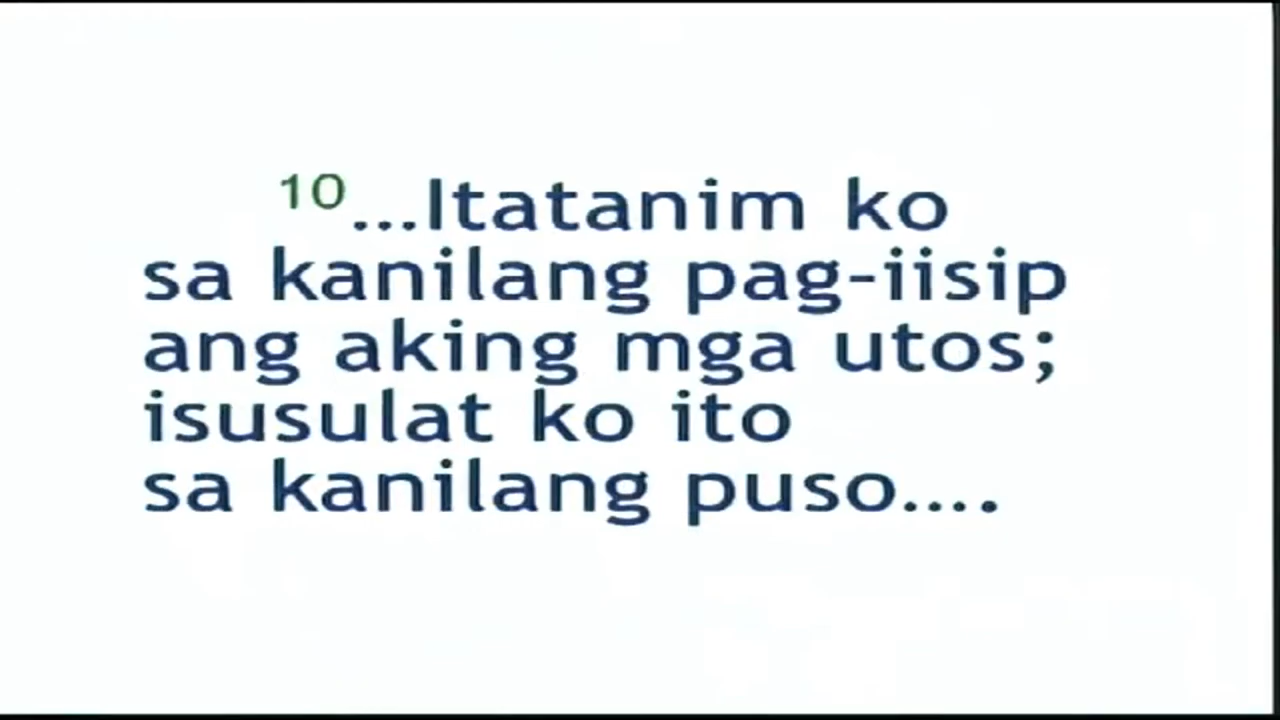 10...Itatanim ko
sa kanilang pag-iisip
ang aking mga utos;
isusulat ko ito
sa kanilang puso....